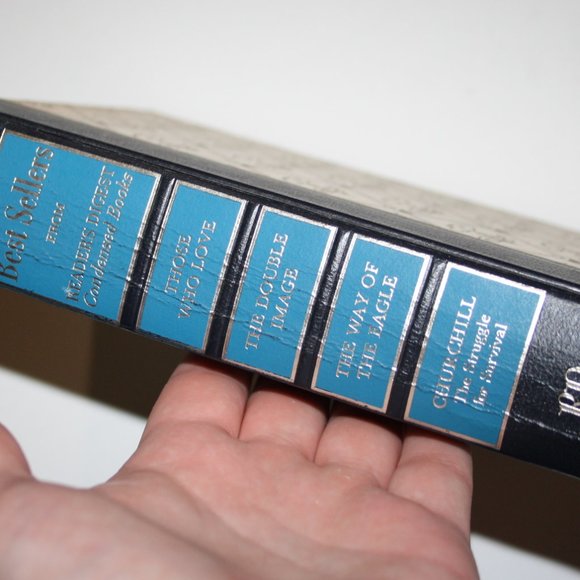 Best Sellers
FROM
READERS DIGEST
Condensed Books
THOSE
WHO LOVE
THE DOUBLE
IMAGE
THE WAY OF
THE EAGLE
CHURCHILL
The Struggle
for Survival